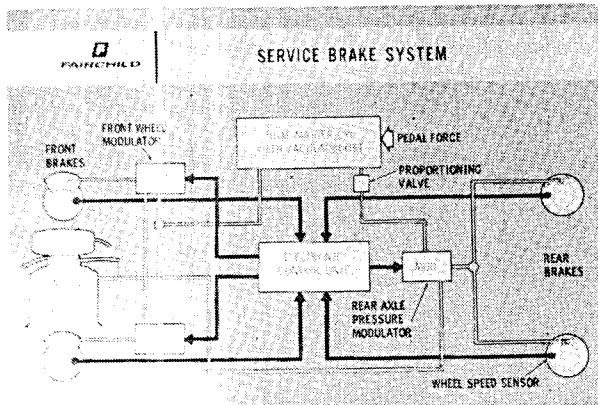 FAIRCHILD
SERVICE BRAKE SYSTEM
FRONT WHEEL
MODULATOR
FRONT
BRAKES
PEDAL FORCE
PROPORTIONING
VALVE
REAR
BRAKES
REAR AXLE
PRESSURE
MODULATOR
WHEEL SPEED SENSOR